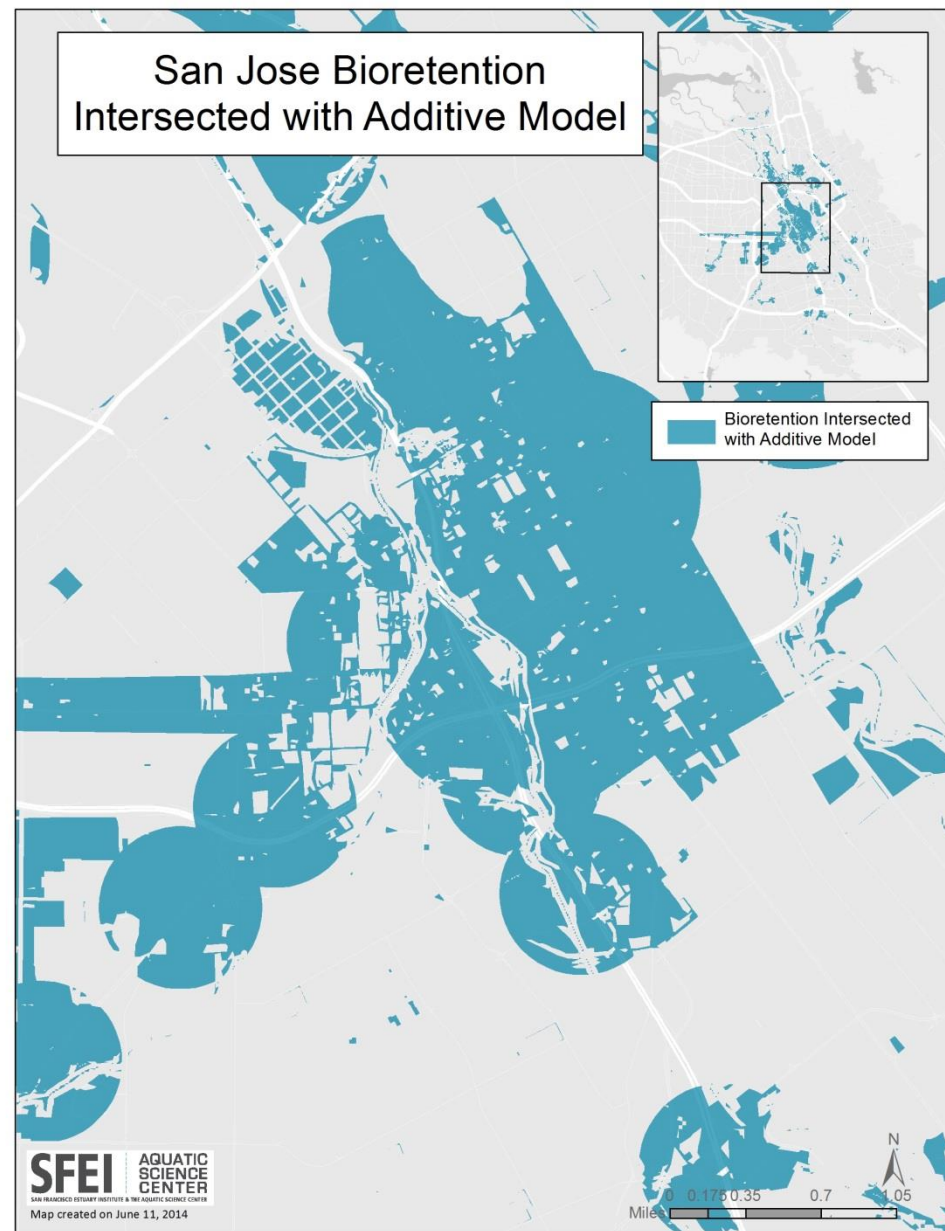 San Jose Bioretention
Intersected with Additive Model
Bioretention Intersected
with Additive Model
SFEI
AQUATIC
SCIENCE
CENTER
SAN FRANCISCO ESTUARY INSTITUTE & THE AQUATIC SCIENCE CENTER
Map created on June 11, 2014
N
0 0.175 0.35 0.7 1.05
Miles